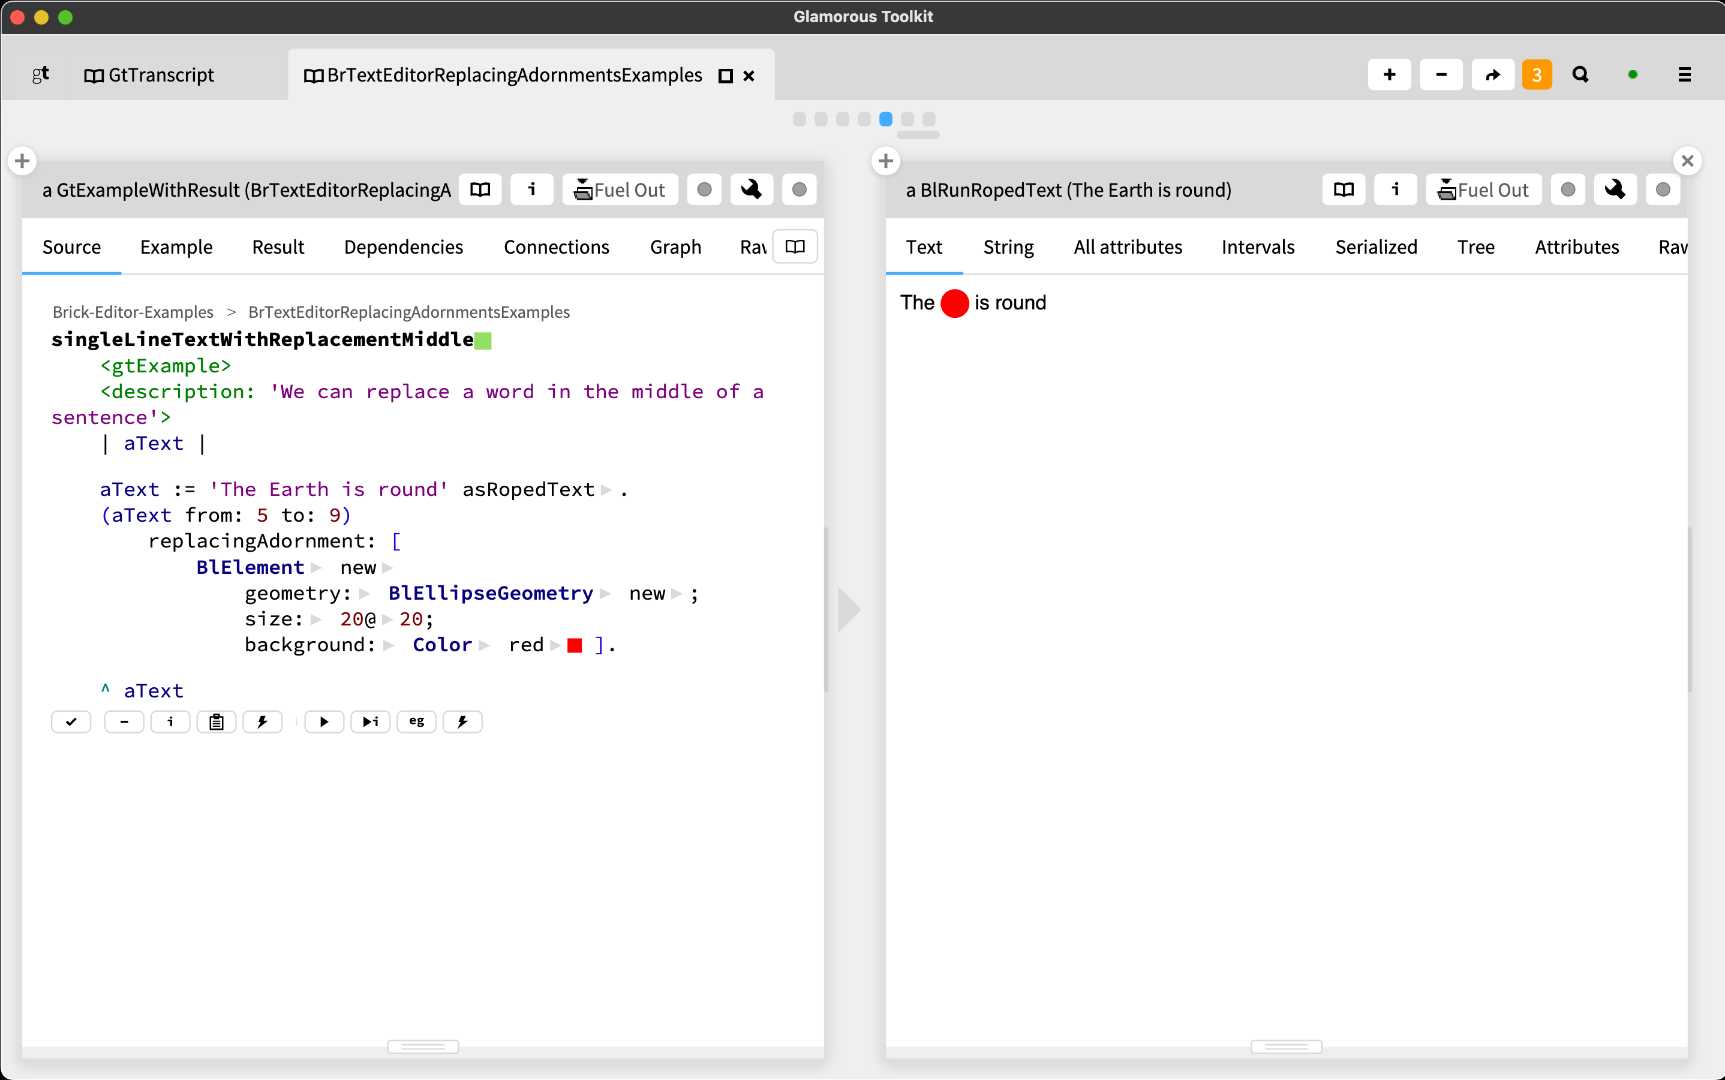 Glamorous Toolkit
gt
GtTranscript
BrTextEditorReplacingAdornmentsExamples
3
a GtExampleWithResult (BrTextEditorReplacingA
i
Fuel Out
Source Example Result Dependencies Connections Graph Raw
Brick-Editor-Examples > BrTextEditorReplacingAdornmentsExamples
singleLineTextWithReplacementMiddle
<gtExample>
<description: 'We can replace a word in the middle of a
sentence'>
| aText |
aText := 'The Earth is round' asRopedText .
(aText from: 5 to: 9)
replacingAdornment: [
BlElement new
geometry: BlEllipseGeometry new ;
size: 20@ 20;
background: Color red ].
^ aText
i
i
eg
a BlRunRopedText (The Earth is round)
i
Fuel Out
Text String All attributes Intervals Serialized Tree Attributes Raw
The is round